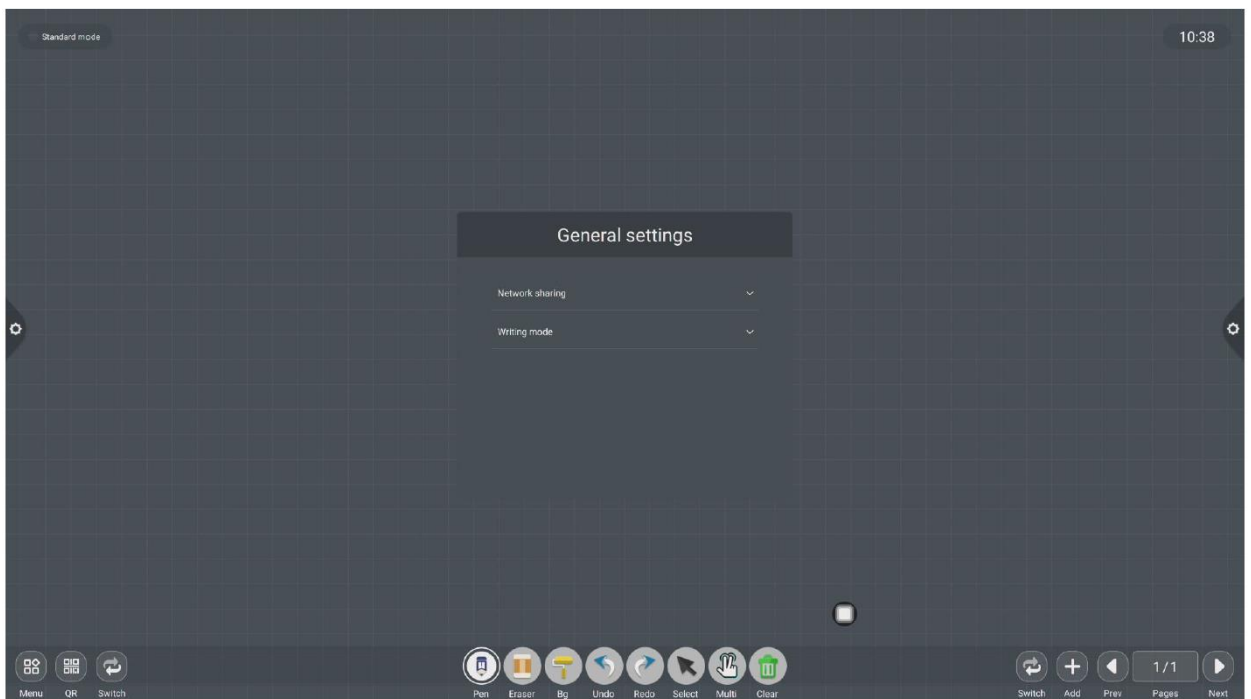 Standard mode
10:38
General settings
Network sharing
Writing mode
1/1
Menu QR Switch
Pen Eraser Bg Undo Redo Select Multi Clear
Switch Add Prev Pages Next